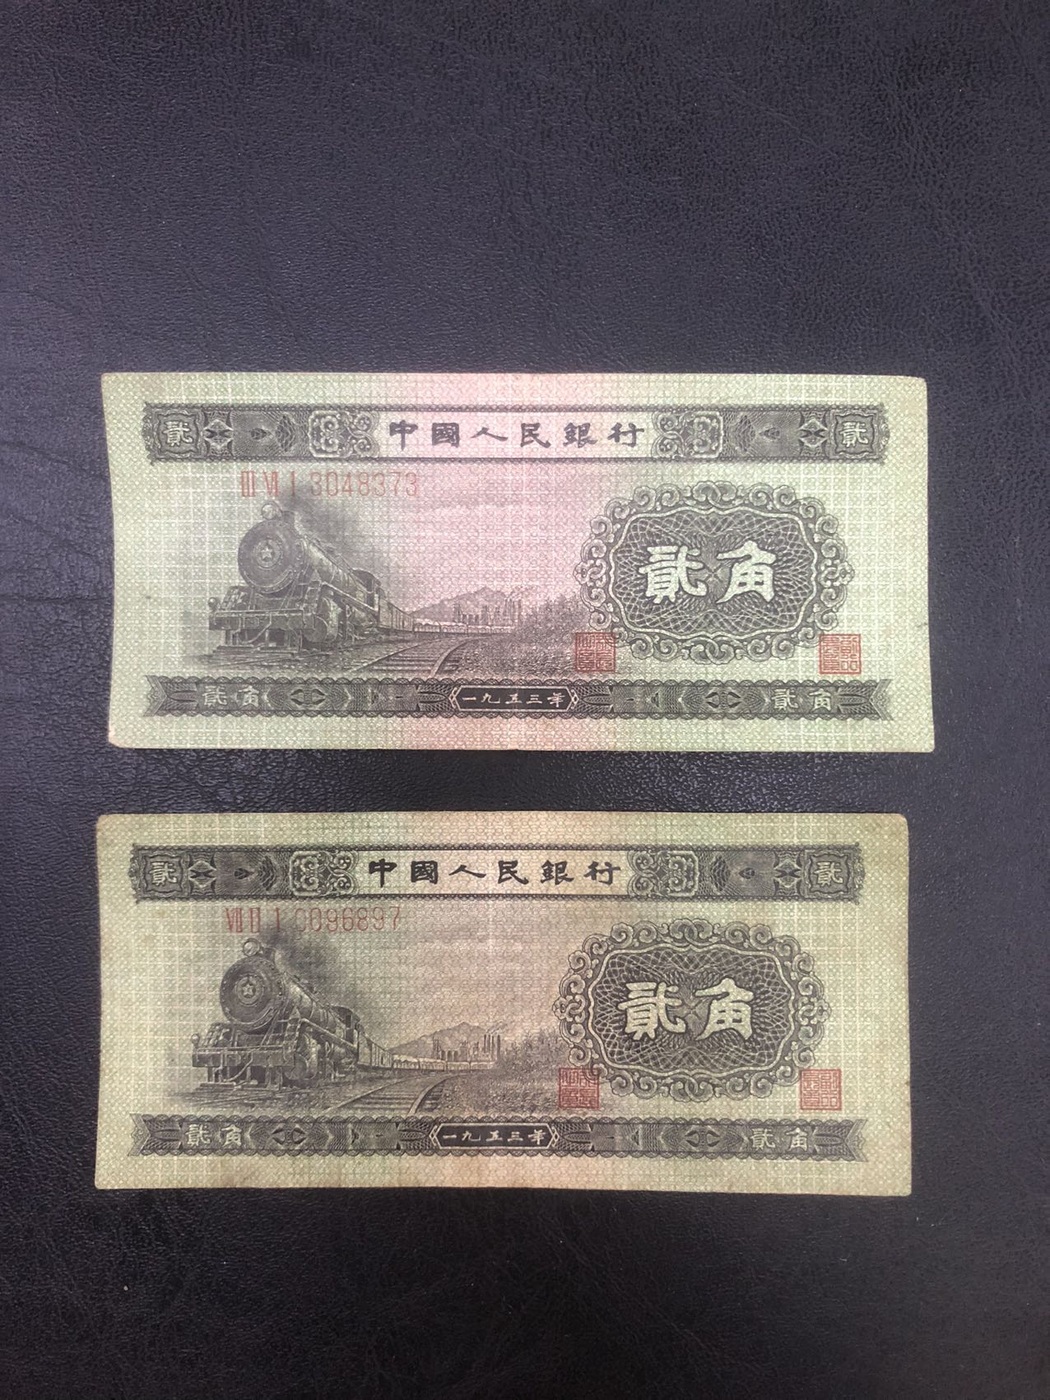 貳 中國人民銀行 貳
III VII I 3048373
貳角
貳角 一九五三年 貳角
貳 中國人民銀行 貳
VIII II I 0096897
貳角
貳角 一九五三年 貳角